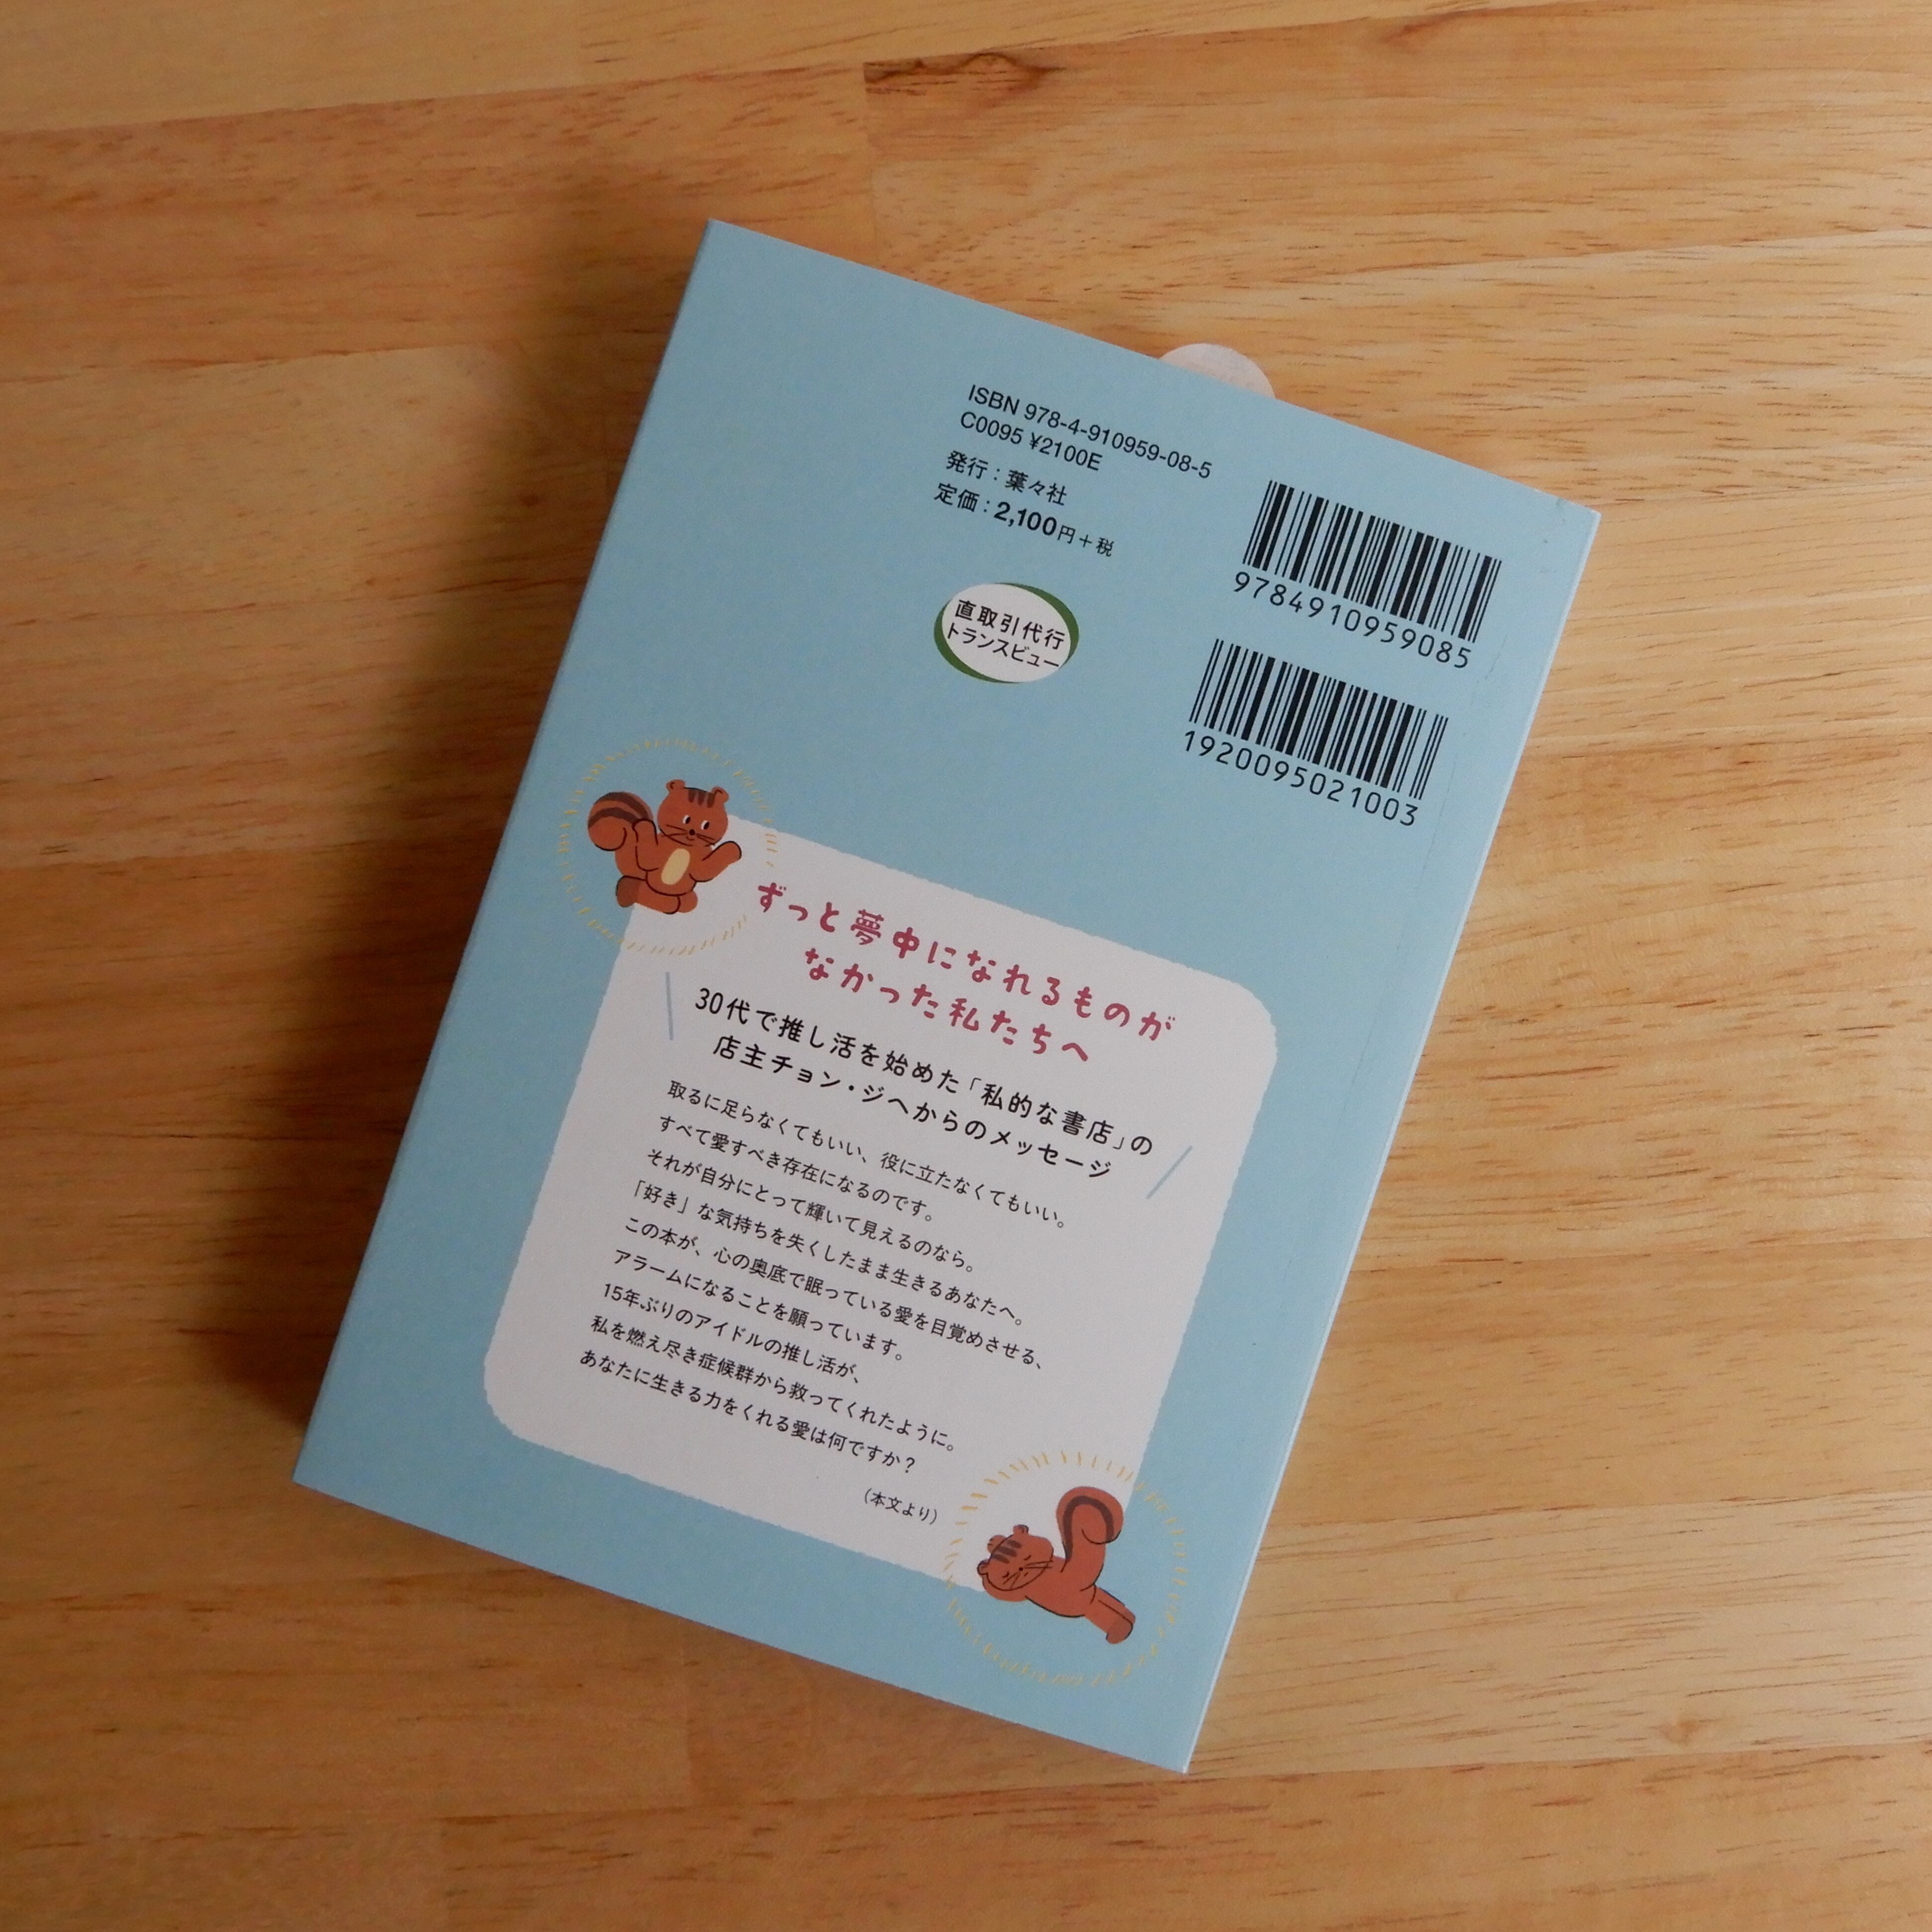 ISBN 978-4-910959-08-5
C0095 ¥2100E
発行：葉々社
定価：2,100円＋税
直取引代行
トランスビュー
9784910959085
1920095021003
ずっと夢中になれるものが
なかった私たちへ
30代で推し活を始めた「私的な書店」の
店主チョン・ジヘからのメッセージ
取るに足らなくてもいい、役に立たなくてもいい。
すべて愛すべき存在になるのです。
それが自分にとって輝いて見えるのなら。
「好き」な気持ちを失くしたまま生きるあなたへ。
この本が、心の奥底で眠っている愛を目覚めさせる、
アラームになることを願っています。
15年ぶりのアイドルの推し活が、
私を燃え尽き症候群から救ってくれたように。
あなたに生きる力をくれる愛は何ですか？
（本文より）